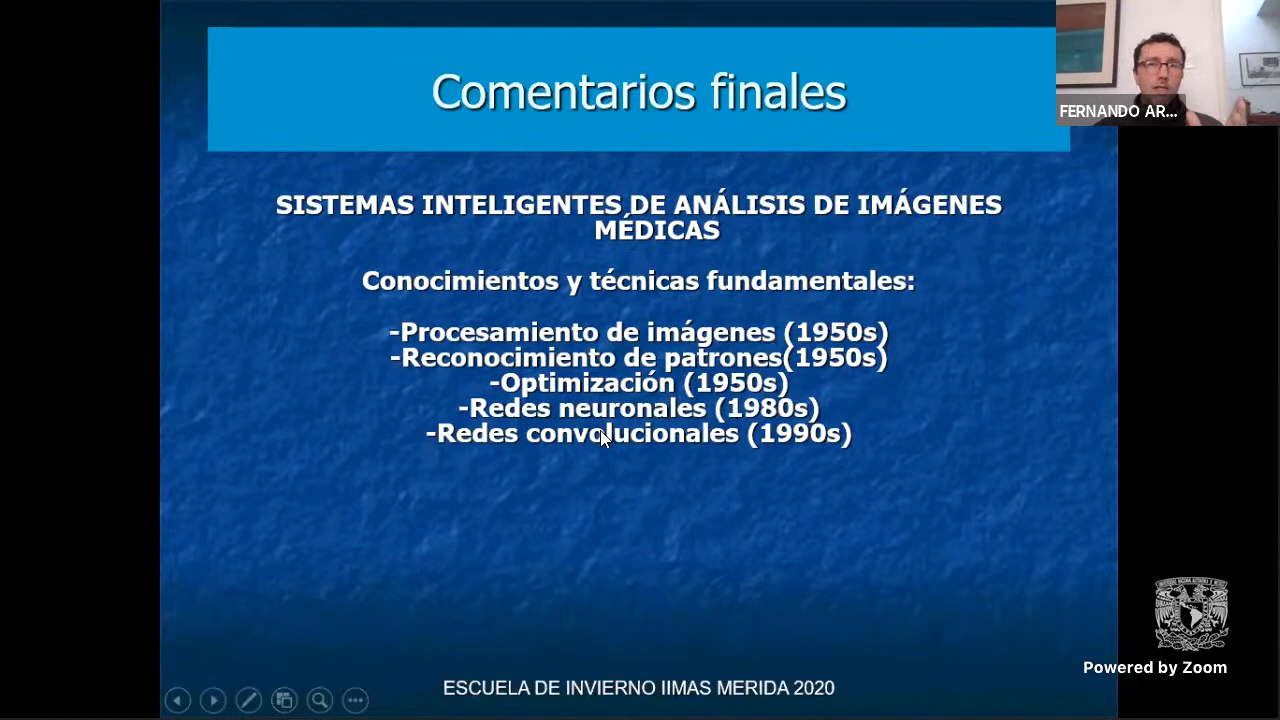 Comentarios finales
FERNANDO AR...
SISTEMAS INTELIGENTES DE ANÁLISIS DE IMÁGENES
MÉDICAS
Conocimientos y técnicas fundamentales:
-Procesamiento de imágenes (1950s)
-Reconocimiento de patrones(1950s)
-Optimización (1950s)
-Redes neuronales (1980s)
-Redes convolucionales (1990s)
Powered by Zoom
ESCUELA DE INVIERNO IIMAS MERIDA 2020